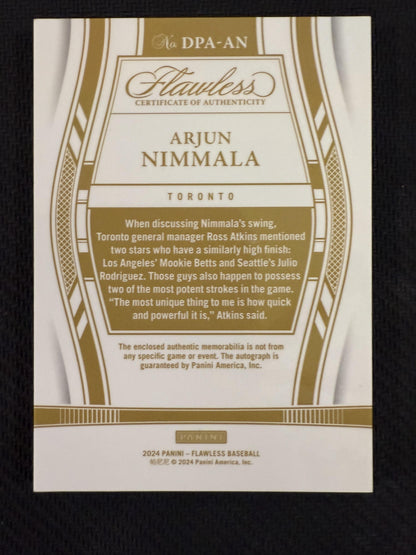 No DPA-AN
Flawless
CERTIFICATE OF AUTHENTICITY
ARJUN
NIMMALA
TORONTO
When discussing Nimmala's swing,
Toronto general manager Ross Atkins mentioned
two stars who have a similarly high finish:
Los Angeles' Mookie Betts and Seattle's Julio
Rodriguez. Those guys also happen to possess
two of the most potent strokes in the game.
"The most unique thing to me is how quick
and powerful it is," Atkins said.
The enclosed authentic memorabilia is not from
any specific game or event. The autograph is
guaranteed by Panini America, Inc.
PANINI
2024 PANINI – FLAWLESS BASEBALL
帕尼尼 © 2024 Panini America, Inc.